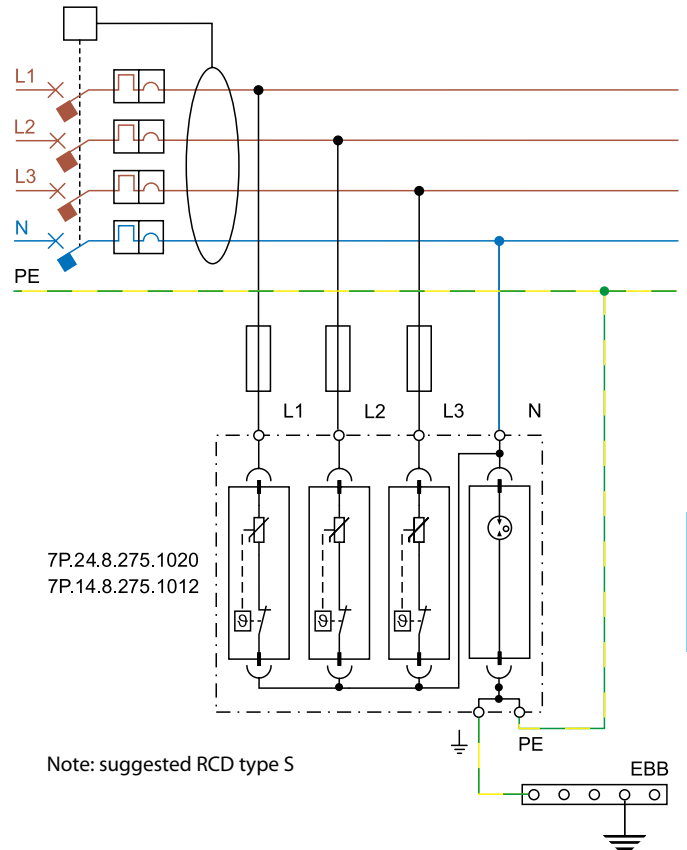 L1
L2
L3
N
PE
L1 L2 L3 N
7P.24.8.275.1020
7P.14.8.275.1012
ϑ ϑ ϑ
PE
Note: suggested RCD type S
EBB